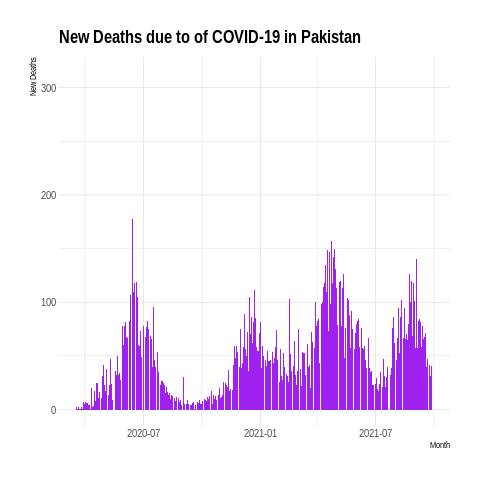 New Deaths due to of COVID-19 in Pakistan
New Deaths
300
200
100
0
2020-07
2021-01
2021-07
Month